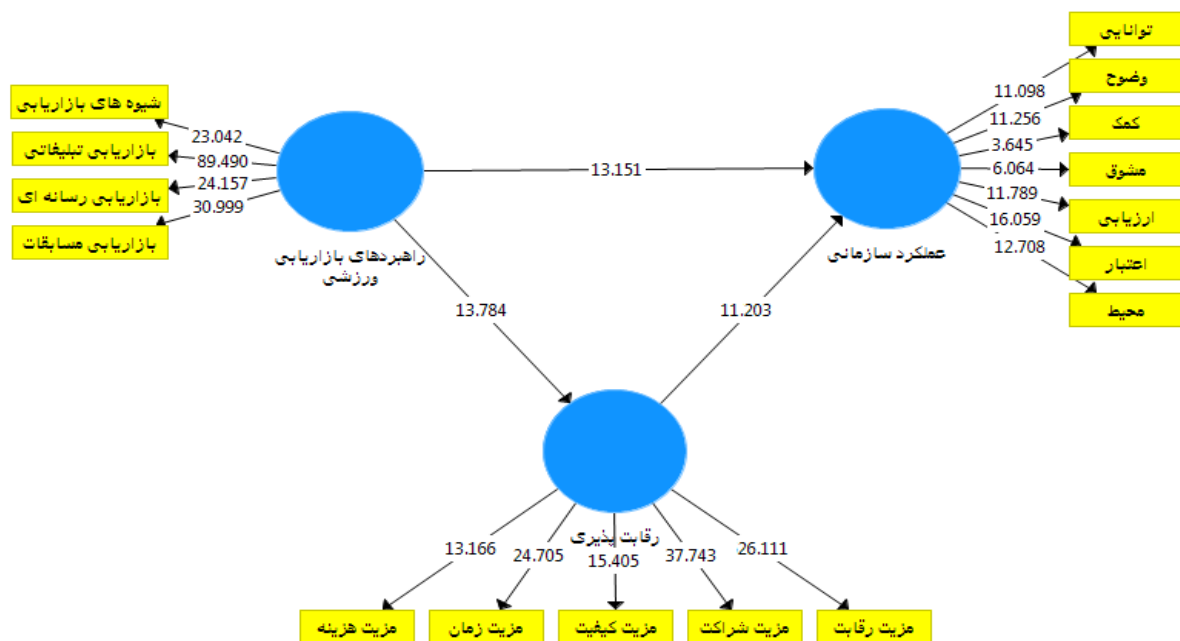 توانایی
11.098
وضوح
11.256
کمک
3.645
مشوق
6.064
ارزیابی
11.789
اعتبار
16.059
محیط
12.708
شیوه های بازاریابی
23.042
بازاریابی تبلیغاتی
89.490
بازاریابی رسانه ای
24.157
بازاریابی مسابقات
30.999
راهبردهای بازاریابی
ورزشی
13.151
عملکرد سازمانی
13.784
11.203
رقابت پذیری
13.166
24.705
15.405
37.743
26.111
مزیت هزینه
مزیت زمان
مزیت کیفیت
مزیت شراکت
مزیت رقابت